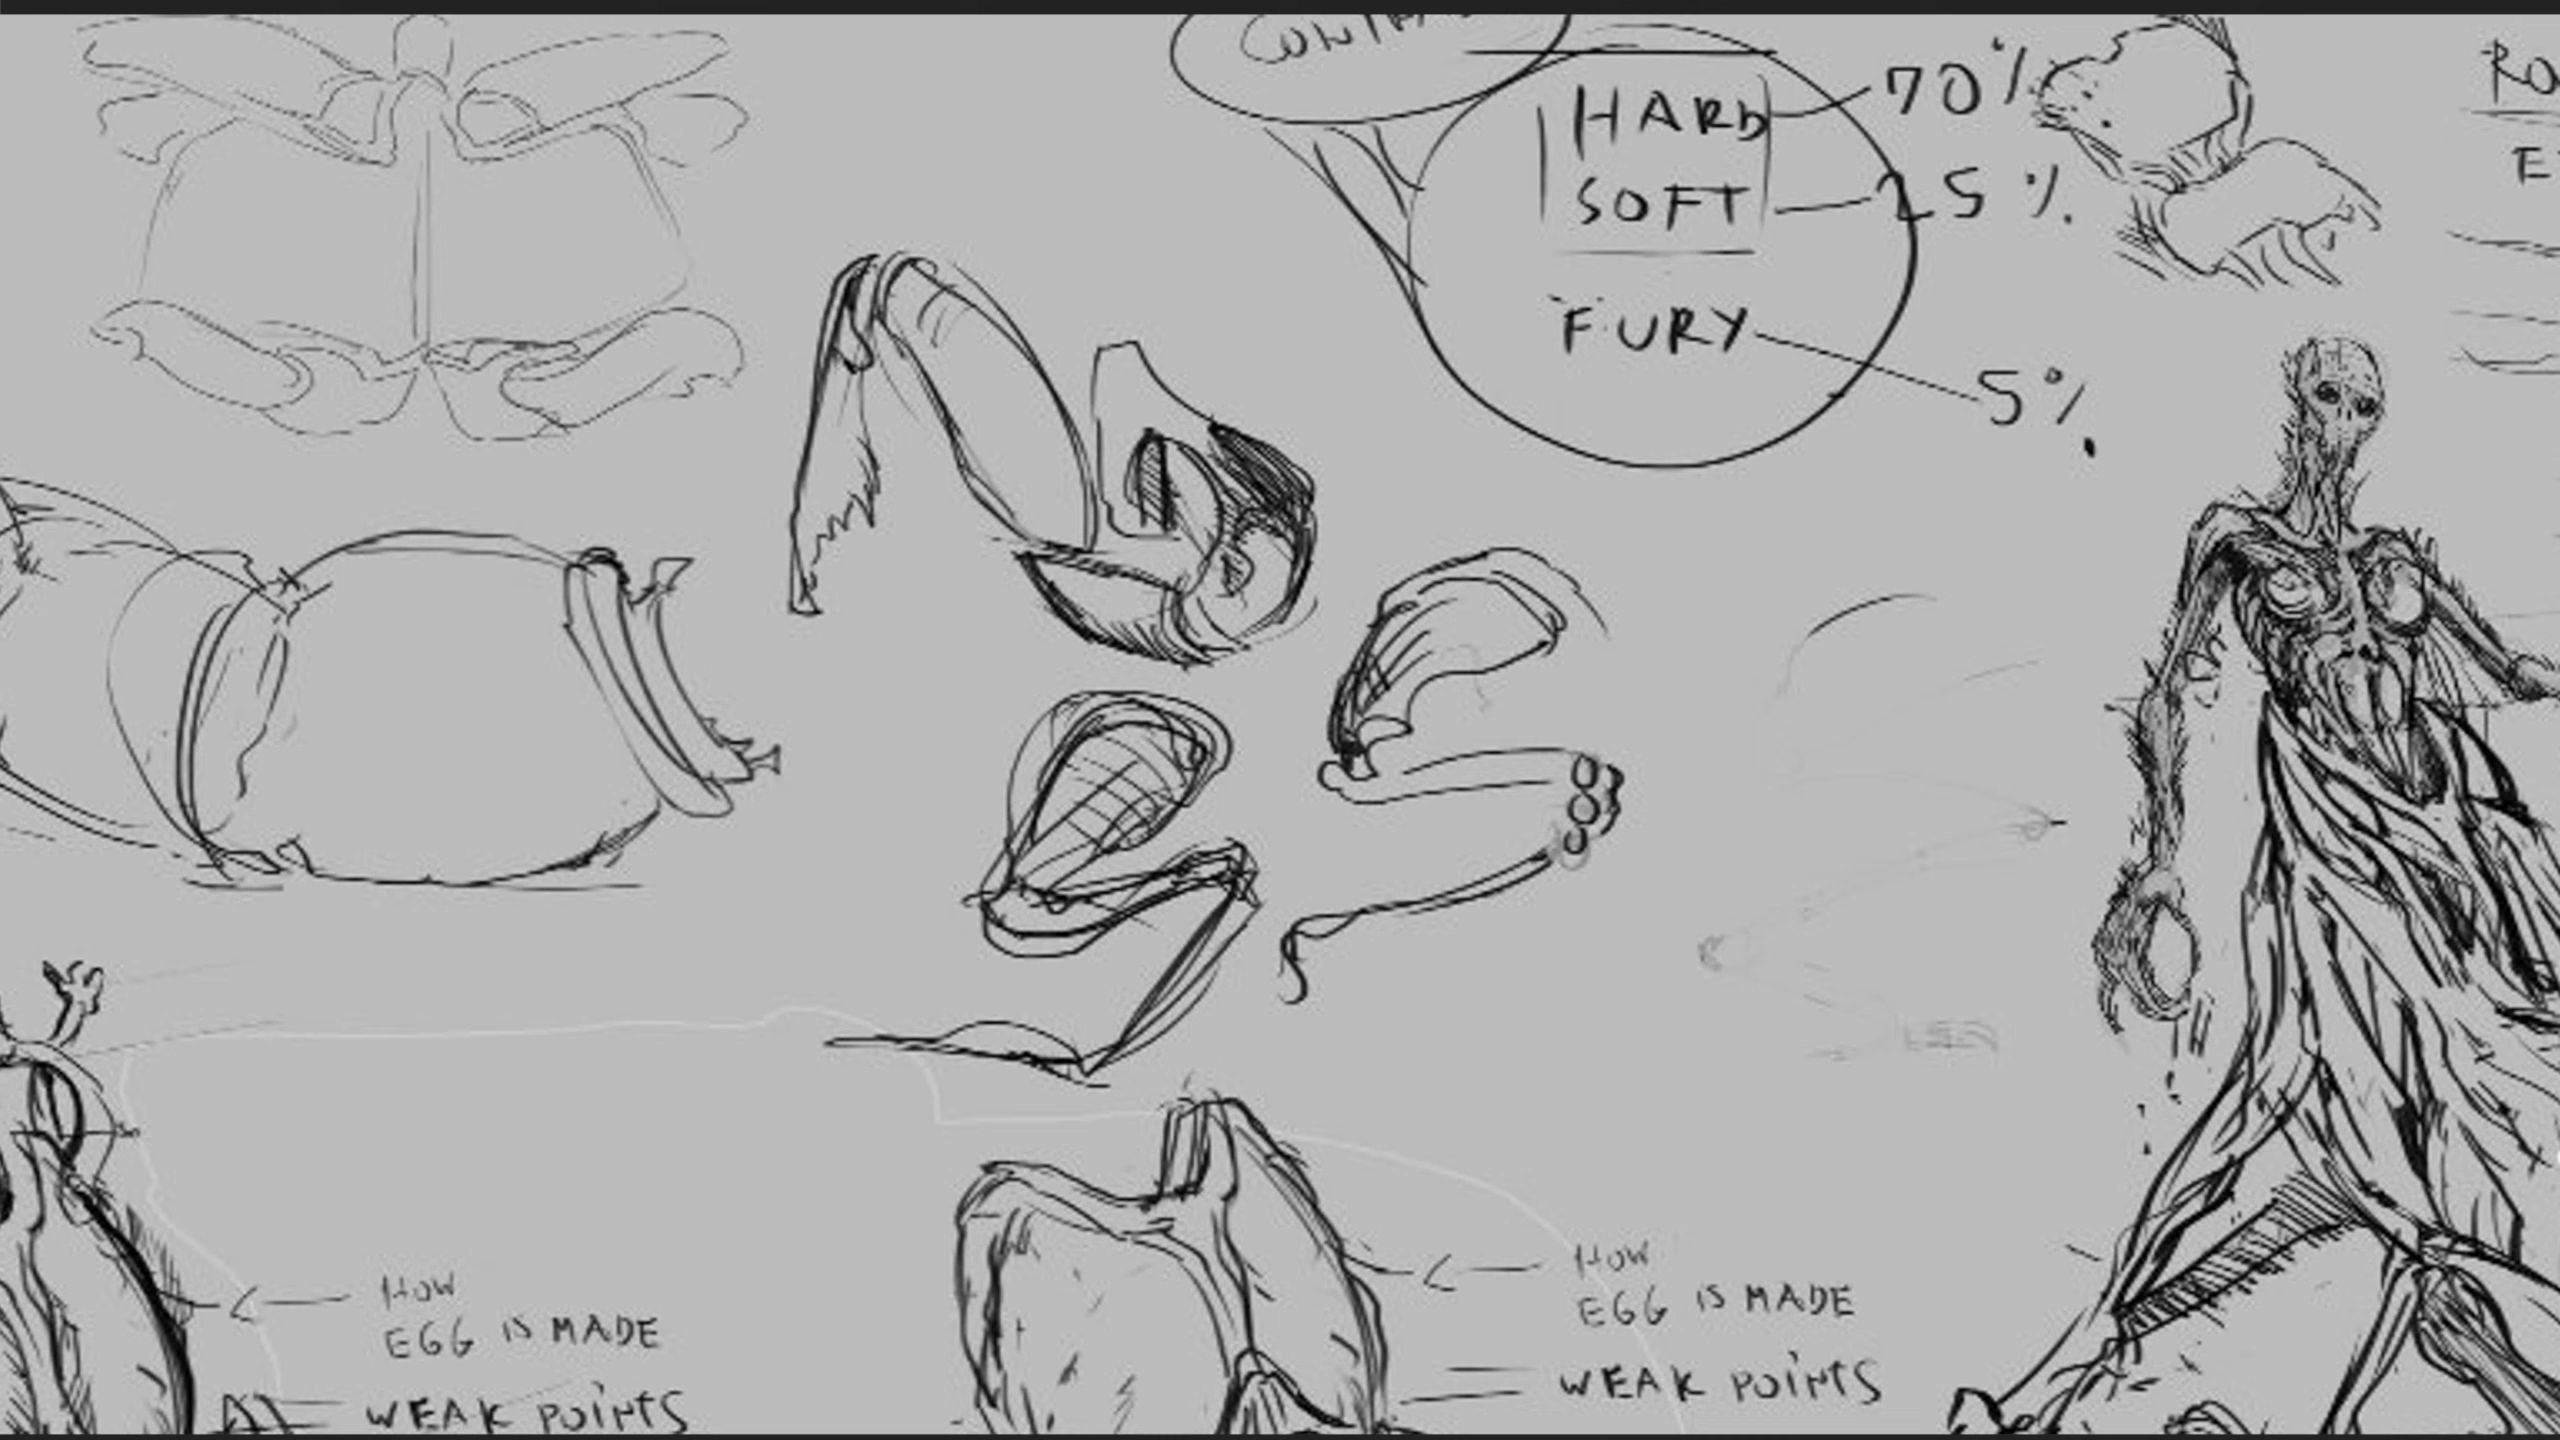 HARD 70%
SOFT 25%
FURY 5%
HOW
EGG IS MADE
WEAK POINTS
HOW
EGG IS MADE
WEAK POINTS